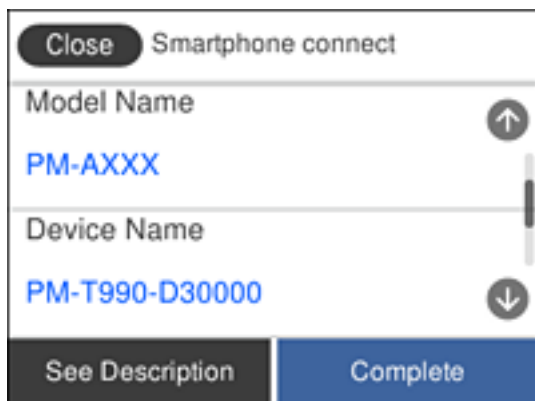 Close Smartphone connect
Model Name
PM-AXXX
Device Name
PM-T990-D30000
See Description Complete